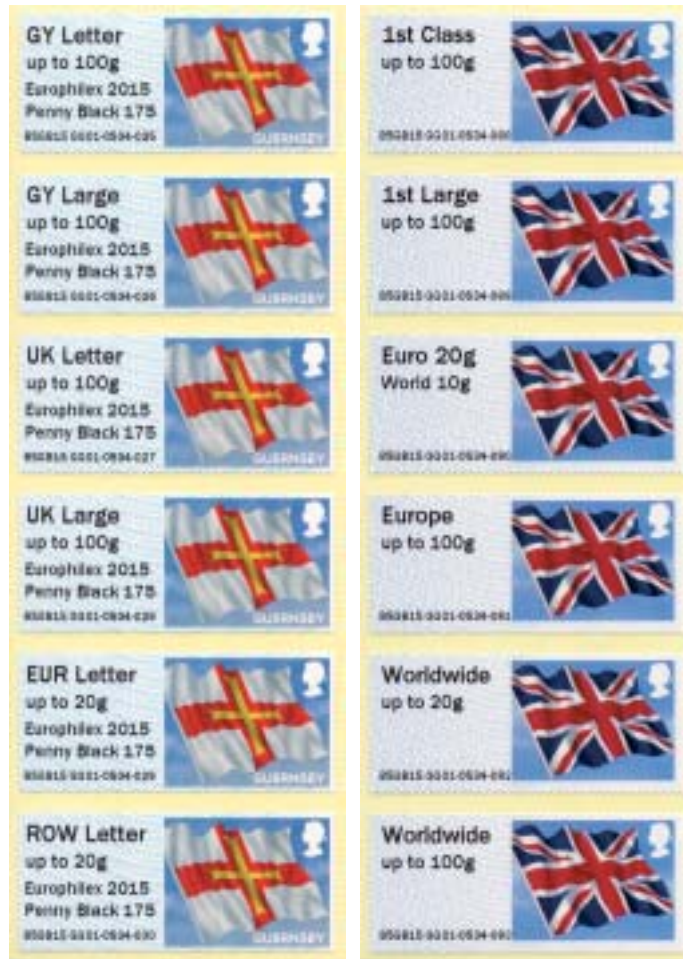 GY Letter
up to 100g
Europhilex 2015
Penny Black 175
GUERNSEY
GY Large
up to 100g
Europhilex 2015
Penny Black 175
GUERNSEY
UK Letter
up to 100g
Europhilex 2015
Penny Black 175
GUERNSEY
UK Large
up to 100g
Europhilex 2015
Penny Black 175
GUERNSEY
EUR Letter
up to 20g
Europhilex 2015
Penny Black 175
GUERNSEY
ROW Letter
up to 20g
Europhilex 2015
Penny Black 175
GUERNSEY
1st Class
up to 100g
1st Large
up to 100g
Euro 20g
World 10g
Europe
up to 100g
Worldwide
up to 20g
Worldwide
up to 100g